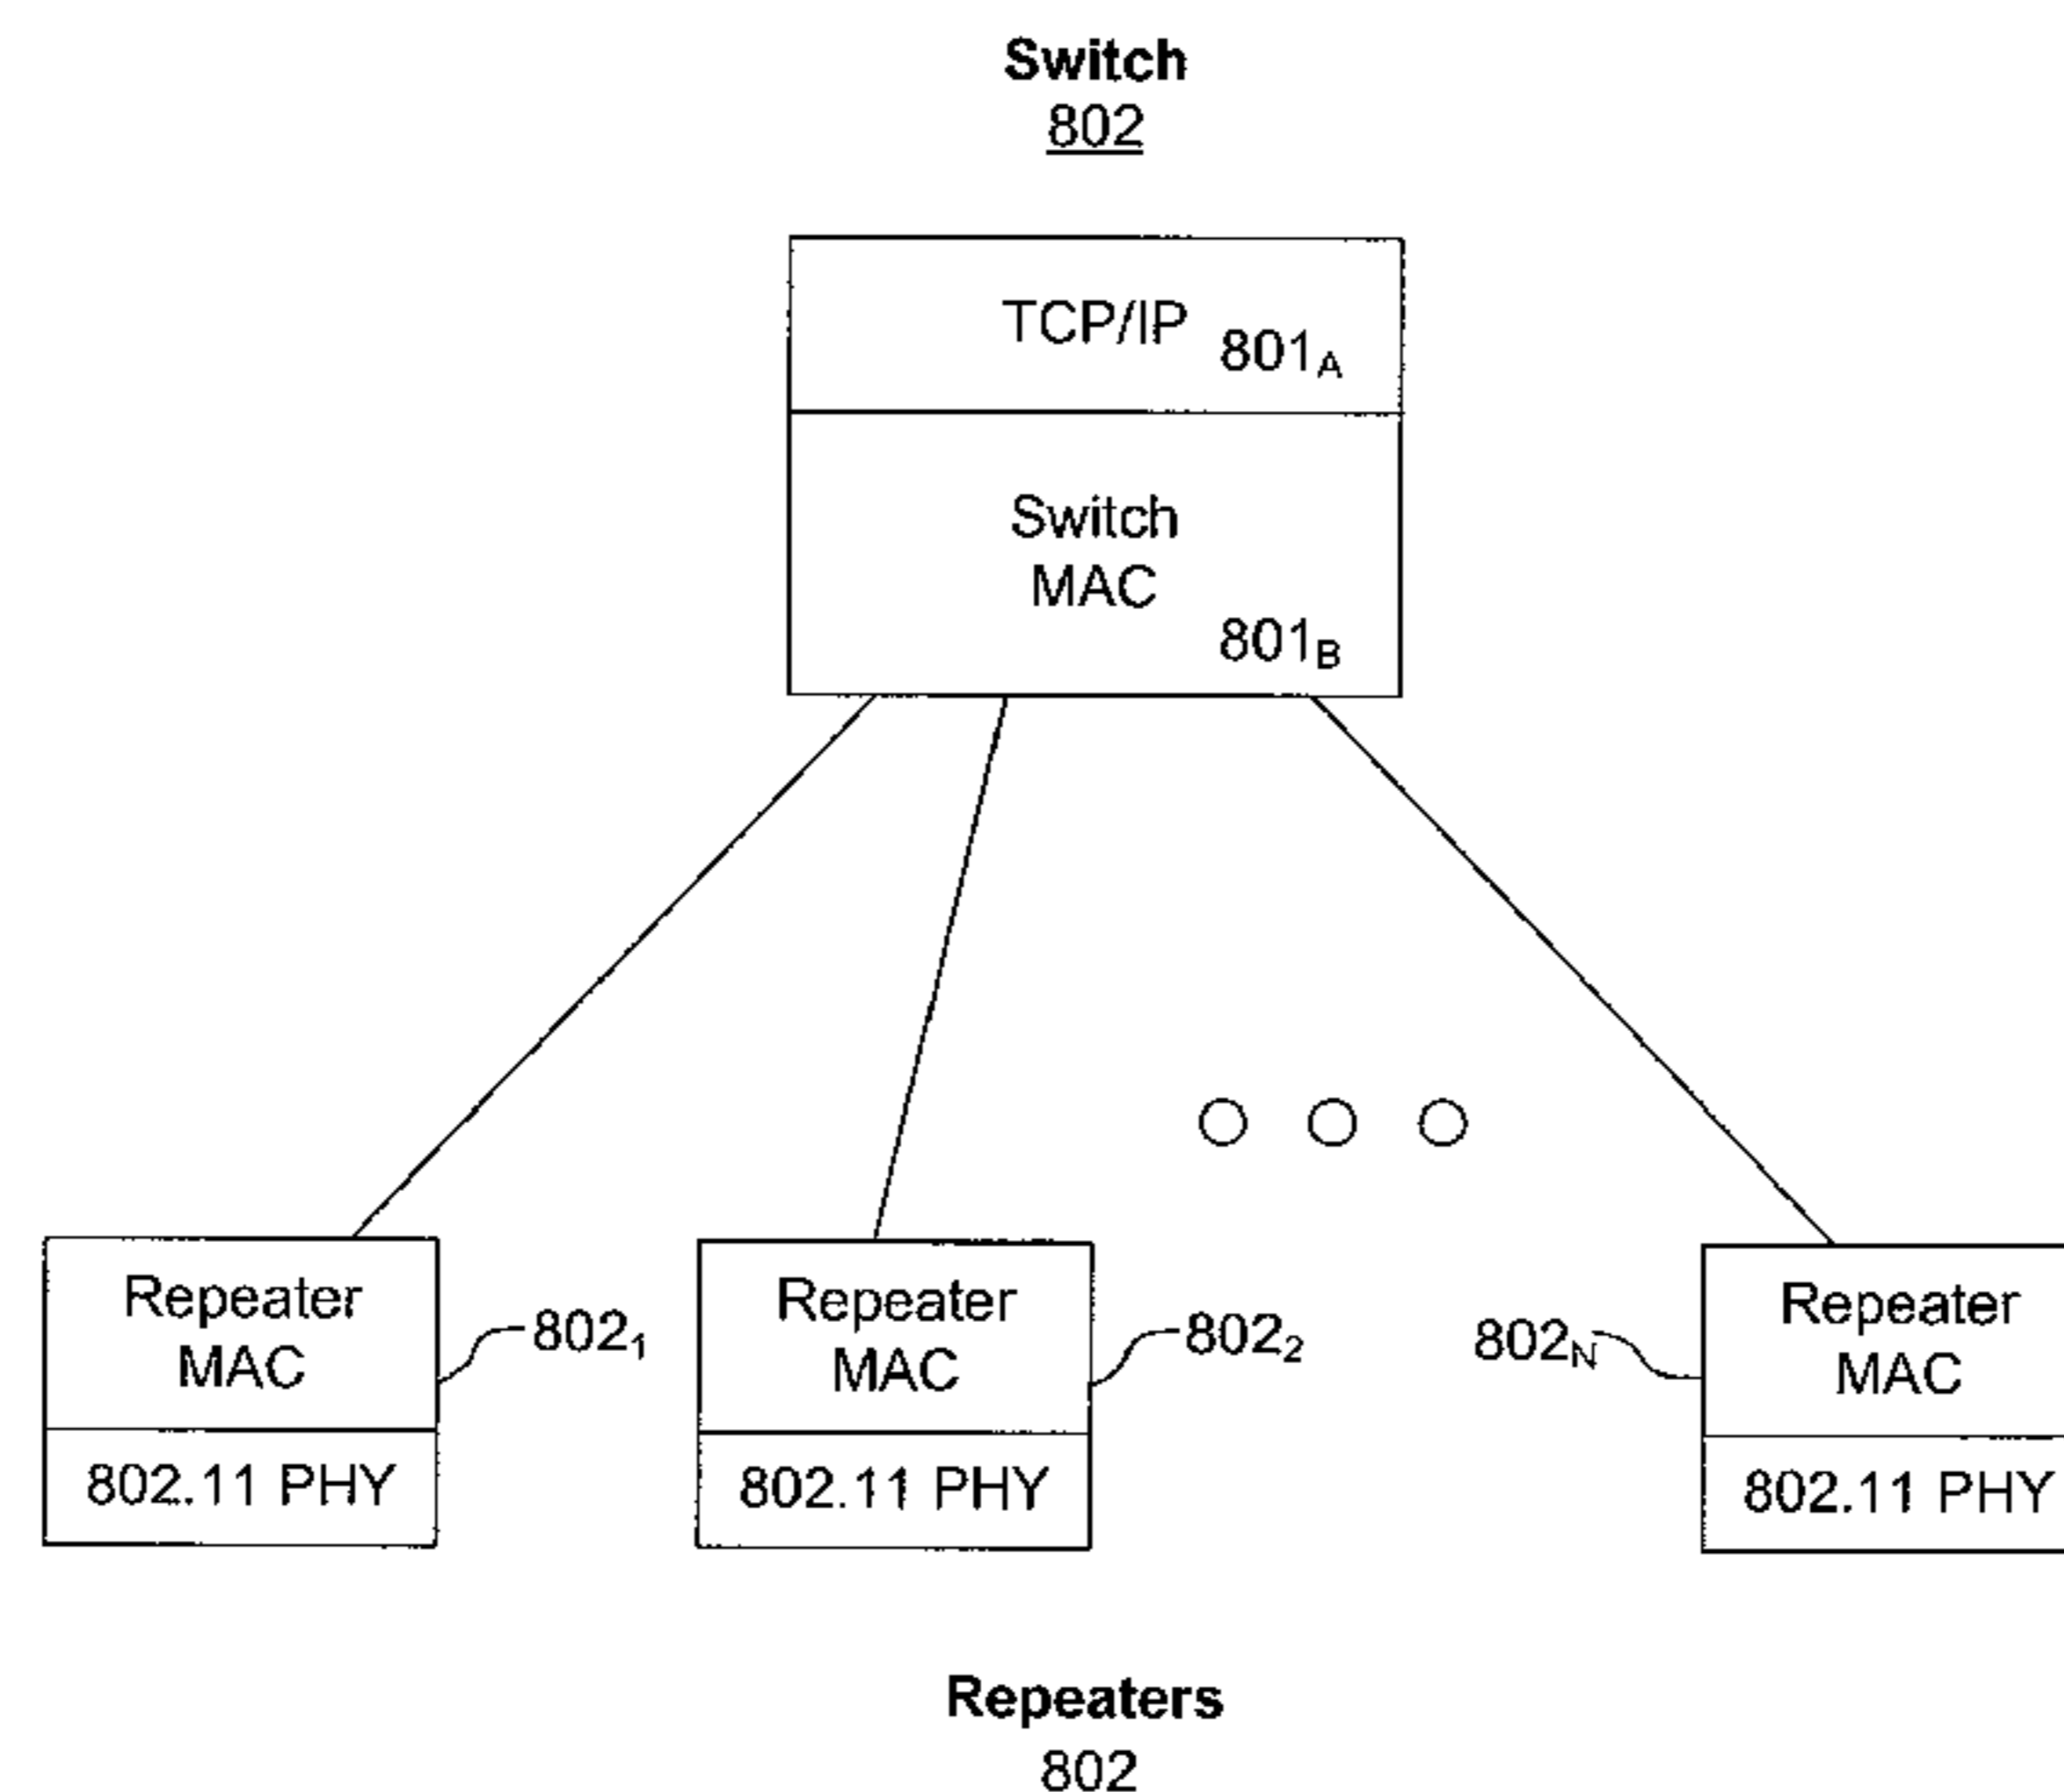 Switch
802
TCP/IP 801A
Switch
MAC
801B
Repeater
MAC
802.11 PHY
8021
Repeater
MAC
802.11 PHY
8022
802N
Repeater
MAC
802.11 PHY
Repeaters
802